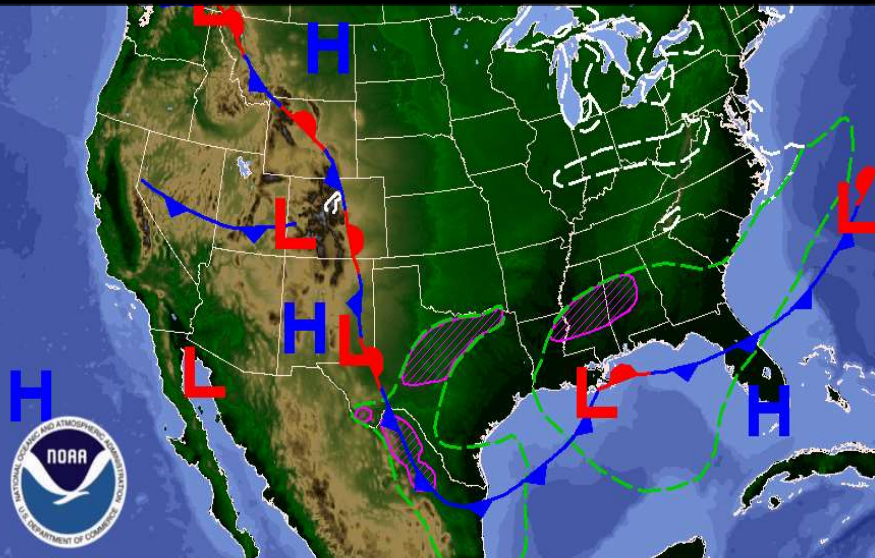 L
H
L
L
H
L
L
H
L
H
NOAA
NATIONAL OCEANIC AND ATMOSPHERIC ADMINISTRATION
U.S. DEPARTMENT OF COMMERCE